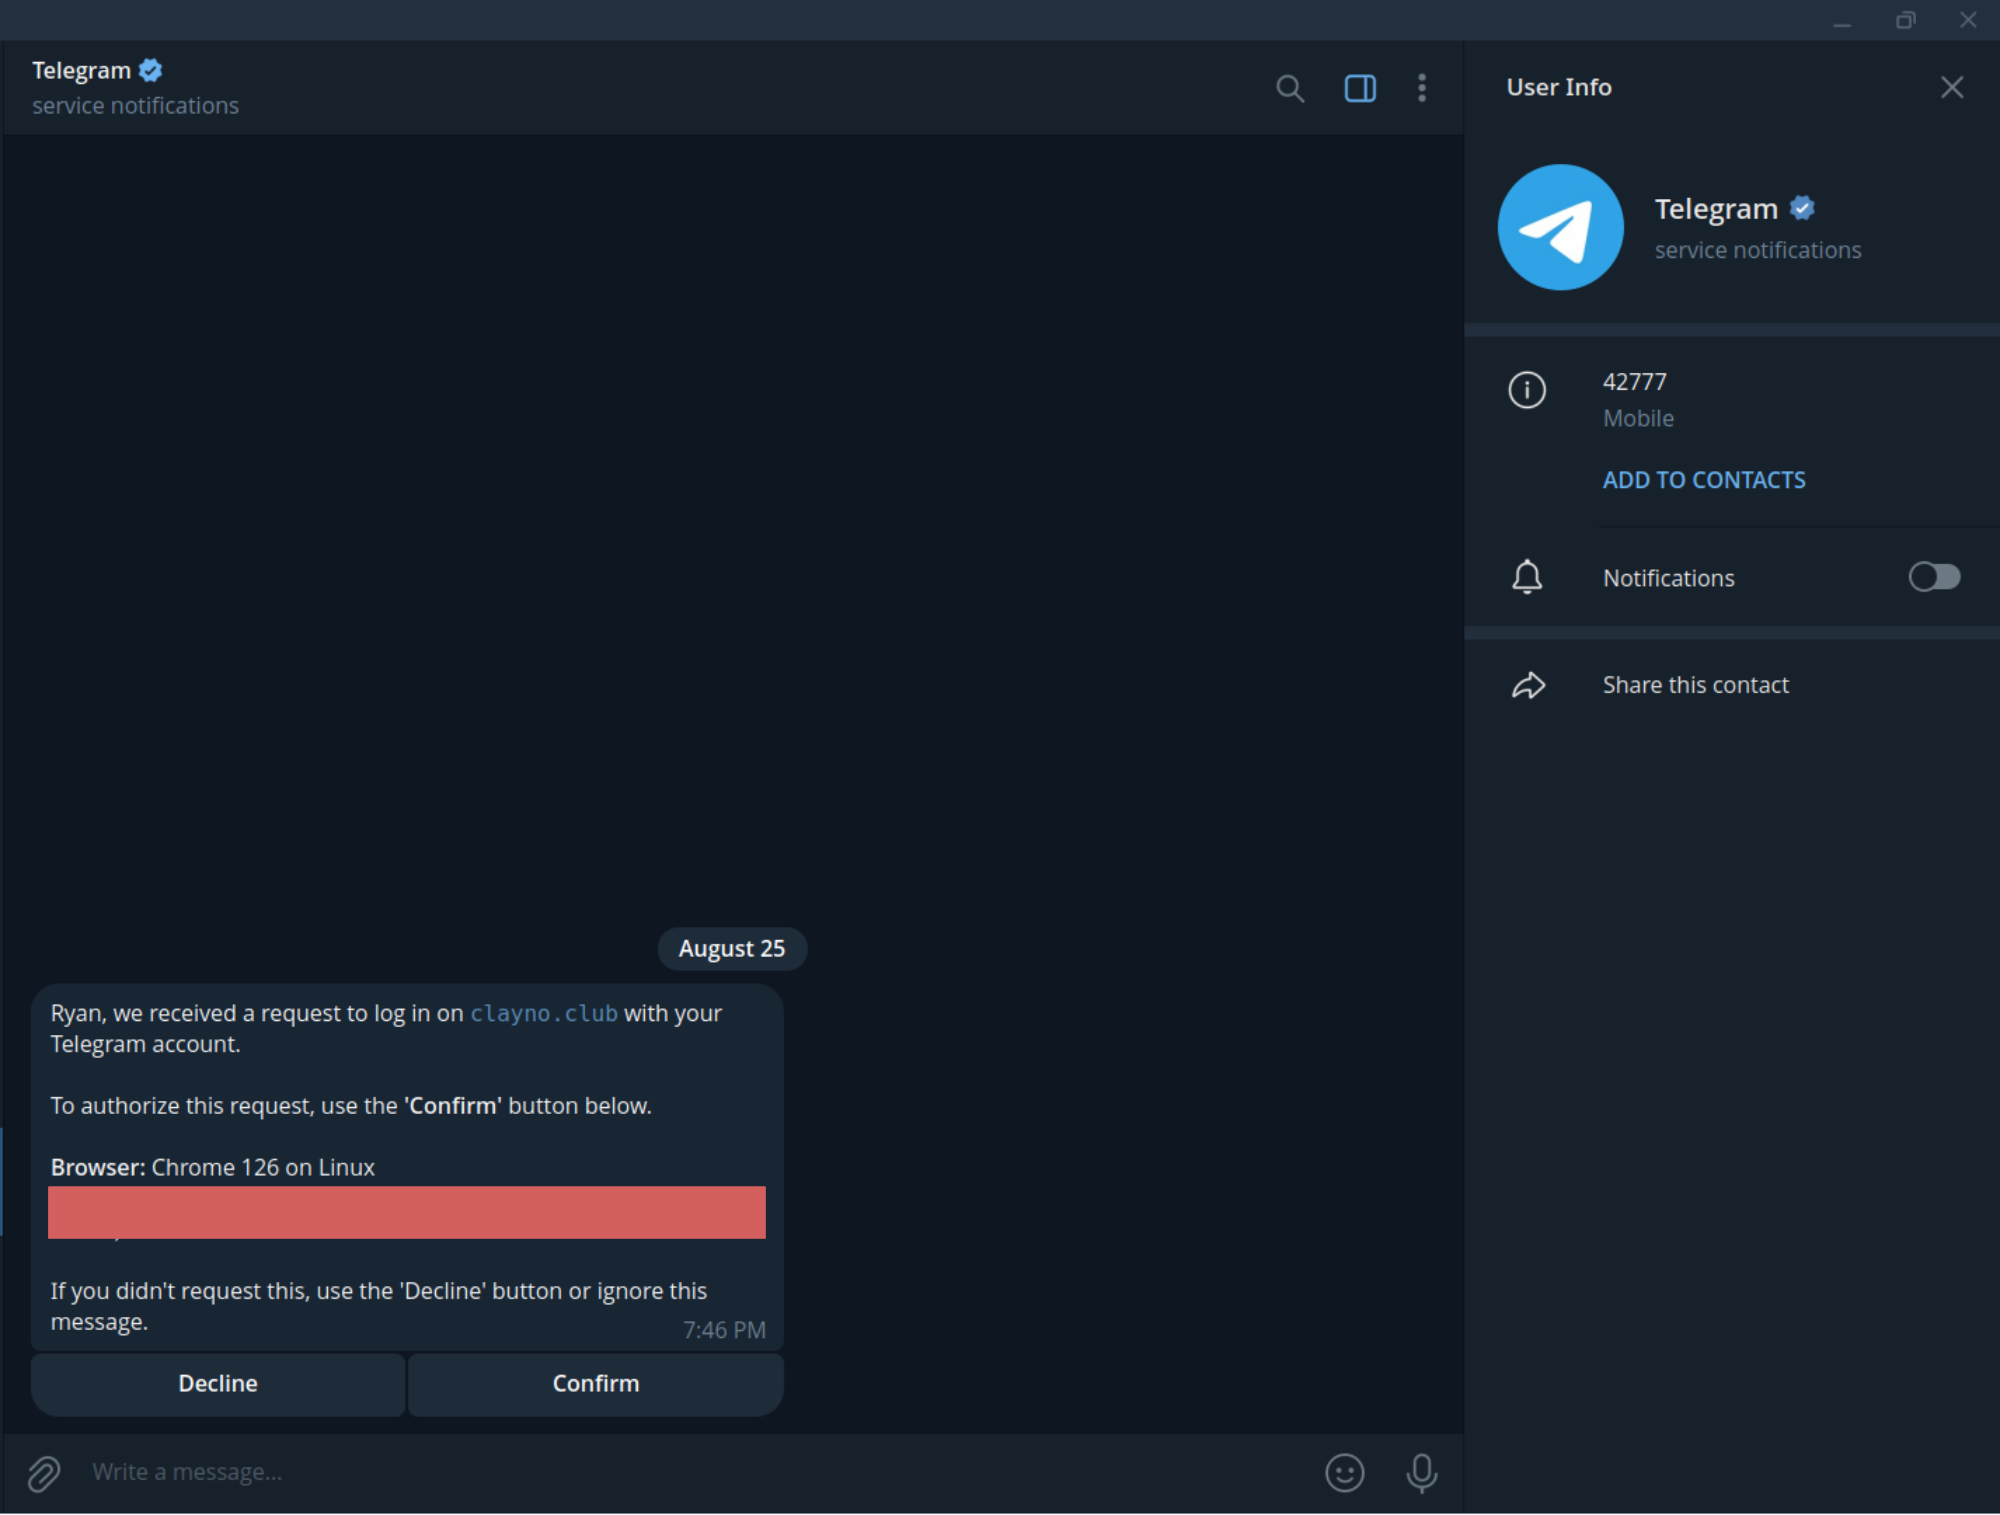 Telegram
service notifications
User Info
Telegram
service notifications
42777
Mobile
ADD TO CONTACTS
Notifications
Share this contact
August 25
Ryan, we received a request to log in on clayno.club with your
Telegram account.
To authorize this request, use the 'Confirm' button below.
Browser: Chrome 126 on Linux
If you didn't request this, use the 'Decline' button or ignore this
message.
7:46 PM
Decline
Confirm
Write a message...